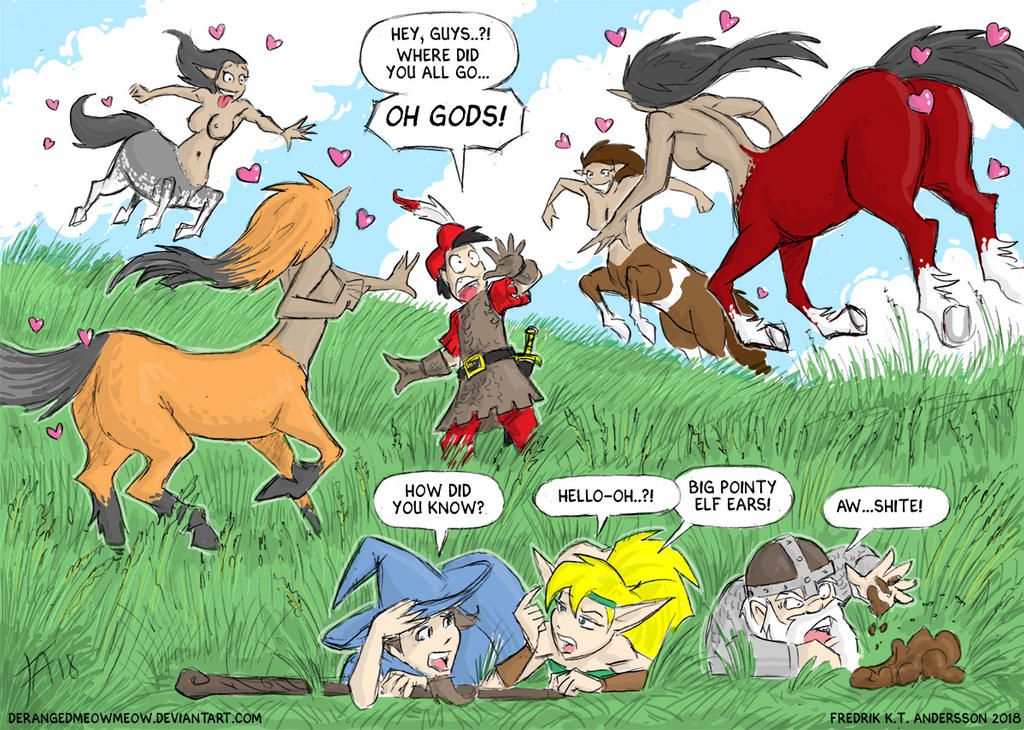 HEY, GUYS..?!
WHERE DID
YOU ALL GO...
OH GODS!
HOW DID
YOU KNOW?
HELLO-OH..?!
BIG POINTY
ELF EARS!
AW...SHITE!
FA18
DERANGEDMEOWMEOW.DEVIANTART.COM
FREDRIK K.T. ANDERSSON 2018